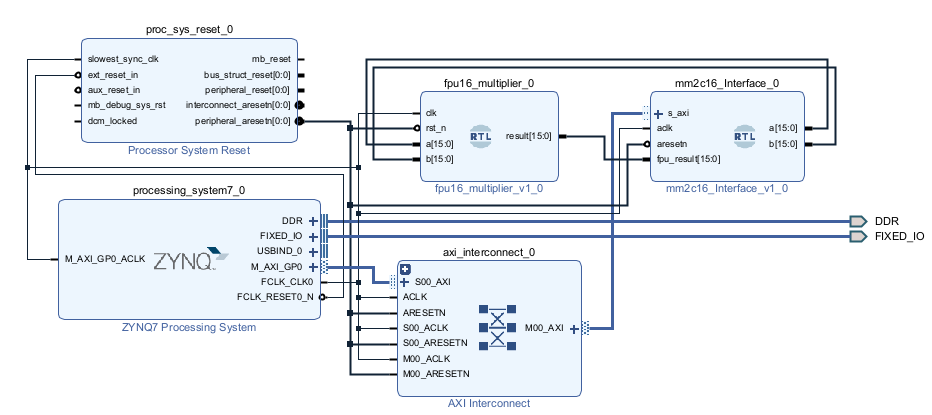 proc_sys_reset_0
slowest_sync_clk
ext_reset_in
aux_reset_in
mb_debug_sys_rst
dcm_locked
mb_reset
bus_struct_reset[0:0]
peripheral_reset[0:0]
interconnect_aresetn[0:0]
peripheral_aresetn[0:0]
Processor System Reset
fpu16_multiplier_0
clk
rst_n
a[15:0]
b[15:0]
RTL
result[15:0]
fpu16_multiplier_v1_0
mm2c16_Interface_0
s_axi
aclk
aresetn
fpu_result[15:0]
RTL
a[15:0]
b[15:0]
mm2c16_Interface_v1_0
processing_system7_0
M_AXI_GP0_ACLK
ZYNQ
DDR
FIXED_IO
USBIND_0
M_AXI_GP0
FCLK_CLK0
FCLK_RESET0_N
ZYNQ7 Processing System
DDR
FIXED_IO
axi_interconnect_0
S00_AXI
ACLK
ARESETN
S00_ACLK
S00_ARESETN
M00_ACLK
M00_ARESETN
M00_AXI
AXI Interconnect